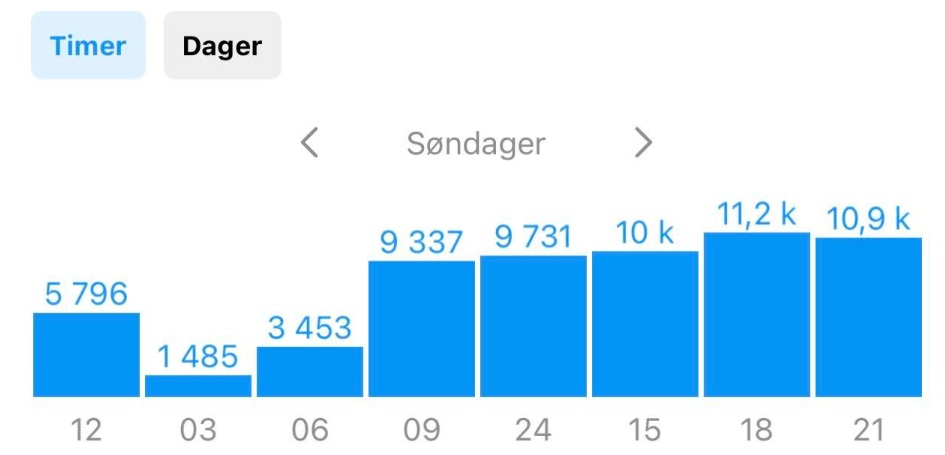 Timer Dager
Søndager
5 796 1 485 3 453 9 337 9 731 10 k 11,2 k 10,9 k
12 03 06 09 24 15 18 21